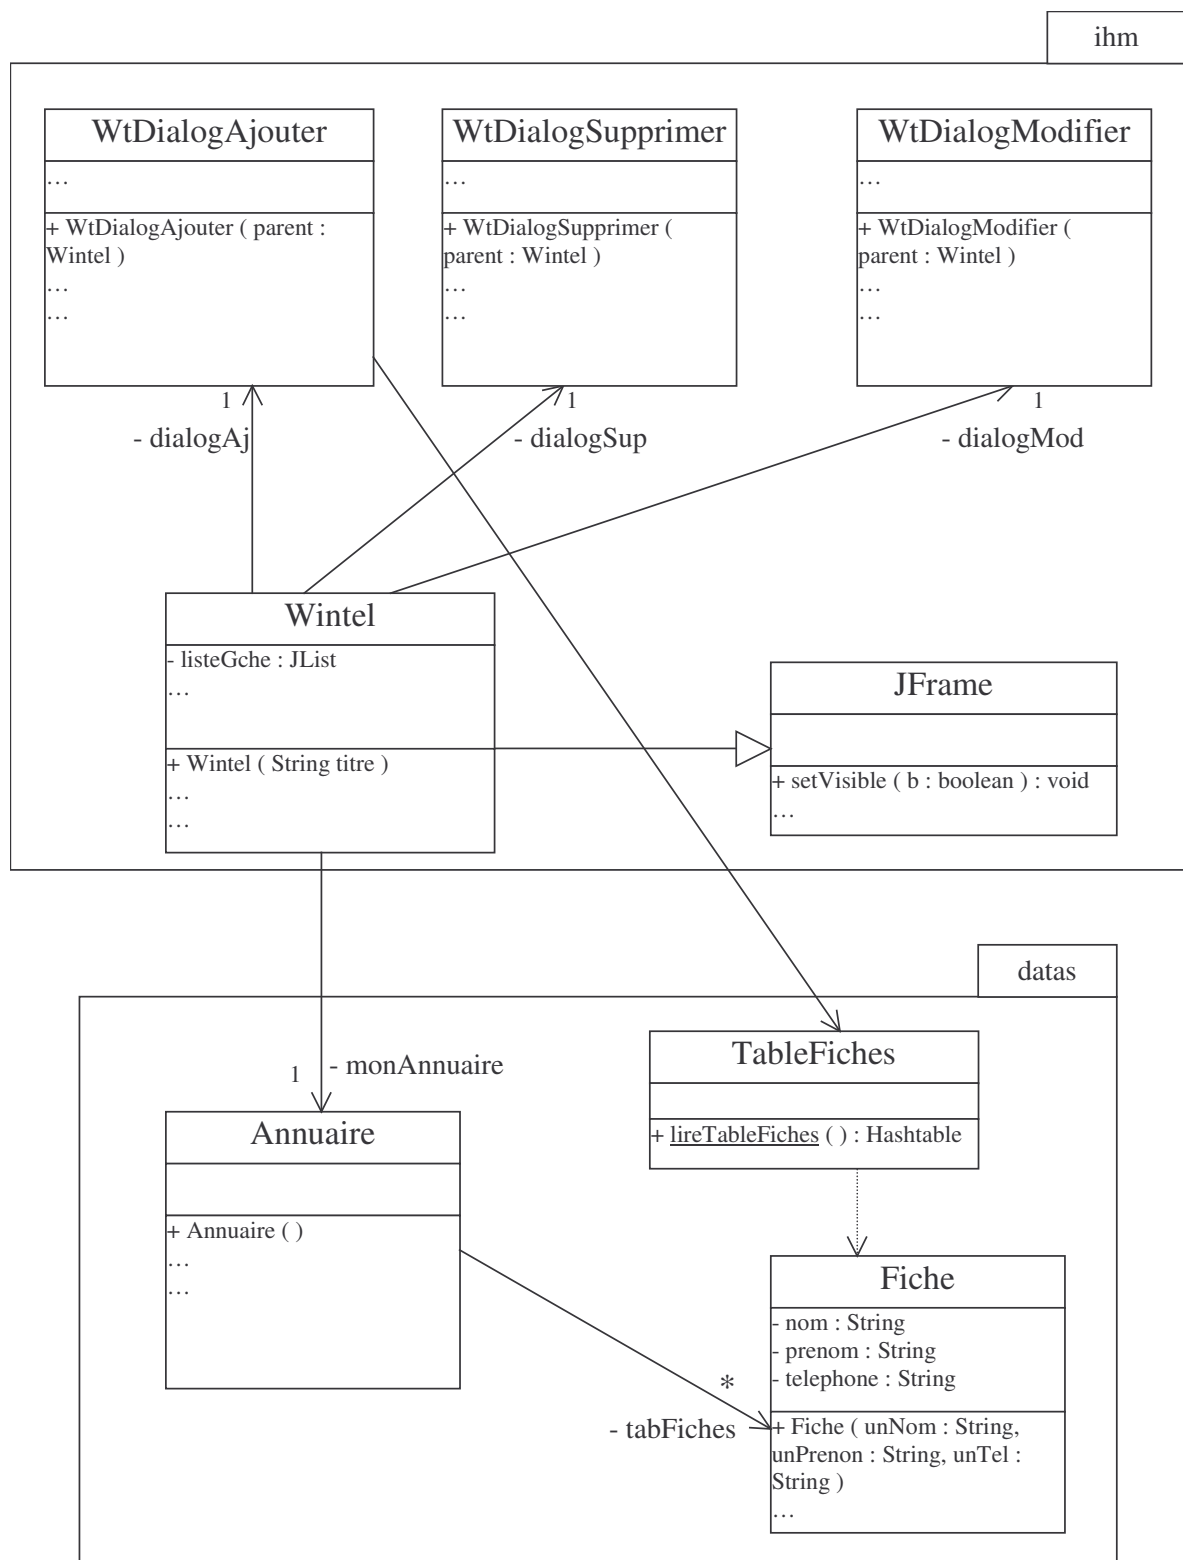 ihm
WtDialogAjouter
…
+ WtDialogAjouter ( parent :
Wintel )
…
…
WtDialogSupprimer
…
+ WtDialogSupprimer (
parent : Wintel )
…
…
WtDialogModifier
…
+ WtDialogModifier (
parent : Wintel )
…
…
1
- dialogAj
1
- dialogSup
1
- dialogMod
Wintel
- listeGche : JList
…
+ Wintel ( String titre )
…
…
JFrame
+ setVisible ( b : boolean ) : void
…
datas
1
- monAnnuaire
Annuaire
+ Annuaire ( )
…
…
TableFiches
+ lireTableFiches ( ) : Hashtable
*
- tabFiches
Fiche
- nom : String
- prenom : String
- telephone : String
+ Fiche ( unNom : String,
unPrenon : String, unTel :
String )
…